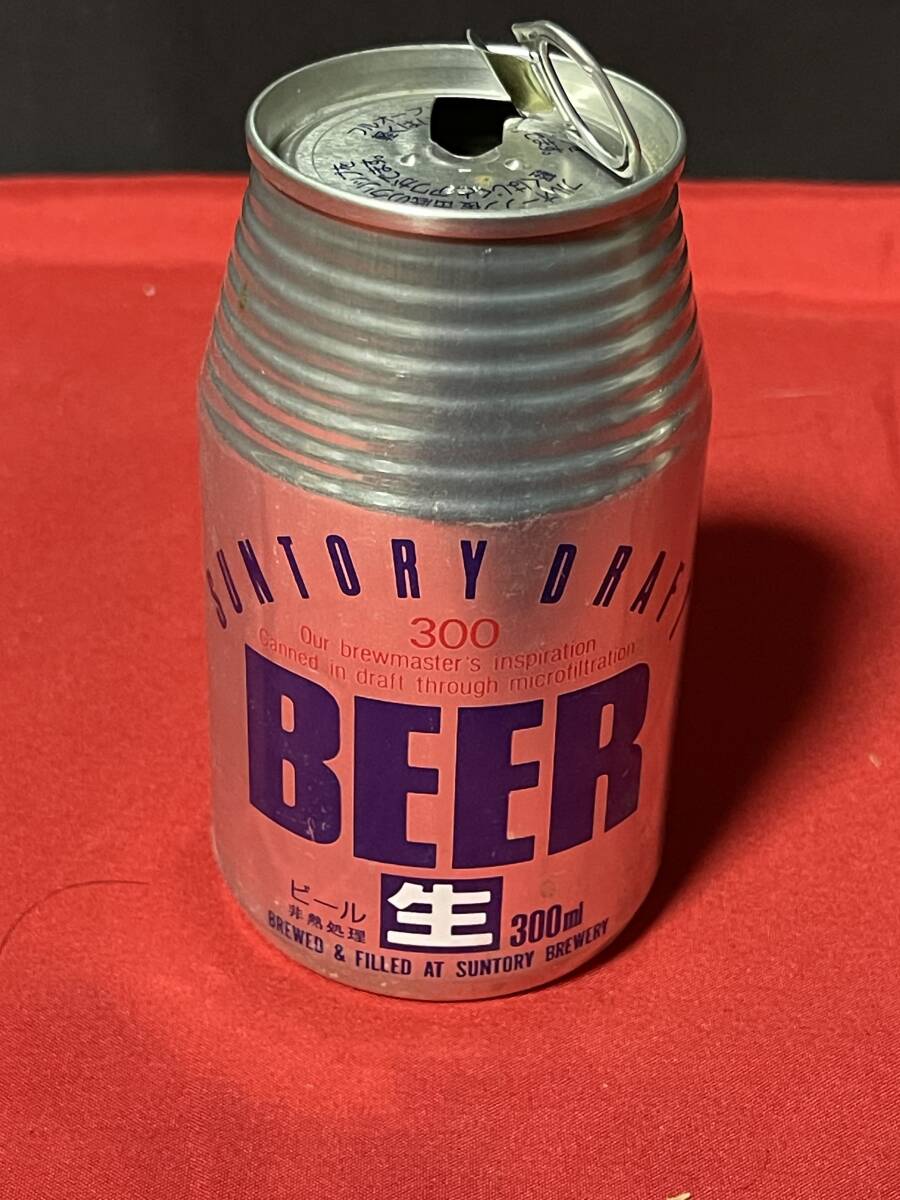 SUNTORY DRAFT
300
Our brewmaster's inspiration
Canned in draft through microfiltration
BEER
ビール
非熱処理
生
300ml
BREWED & FILLED AT SUNTORY BREWERY